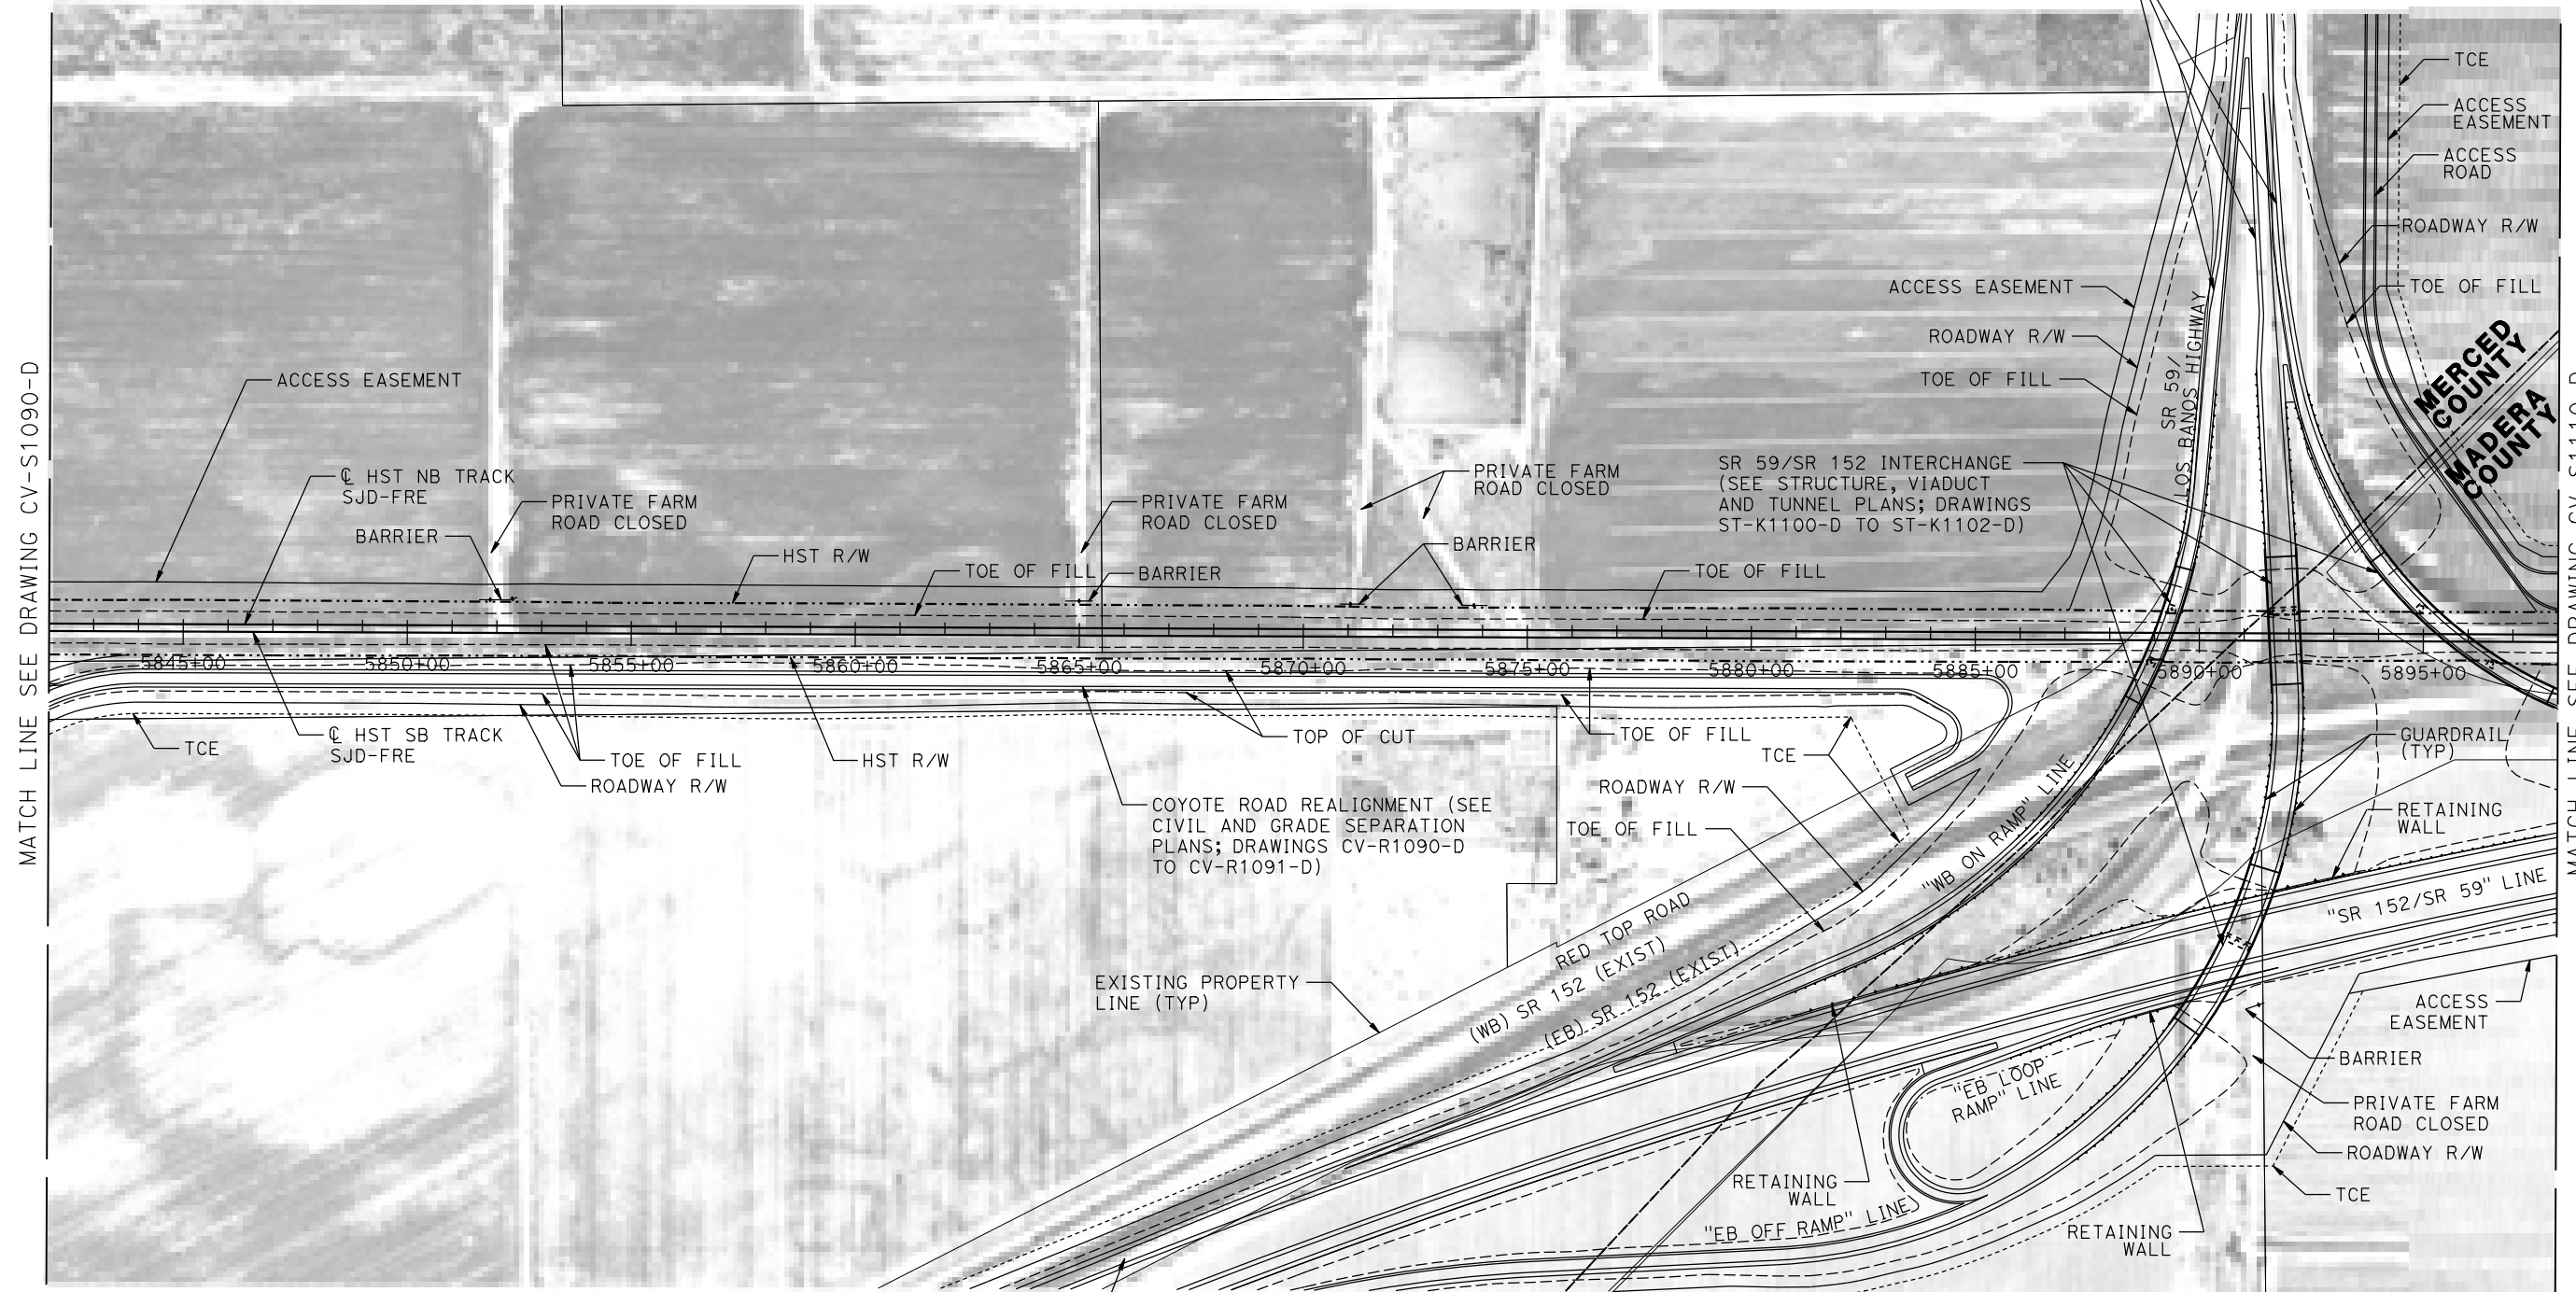 MATCH LINE SEE DRAWING CV-S1090-D
TCE
ACCESS
EASEMENT
ACCESS
ROAD
ROADWAY R/W
TOE OF FILL
ACCESS EASEMENT
ROADWAY R/W
TOE OF FILL
SR 59/
LOS BANOS HIGHWAY
MERCED
COUNTY
MADERA
COUNTY
ACCESS EASEMENT
℄ HST NB TRACK
SJD-FRE
BARRIER
PRIVATE FARM
ROAD CLOSED
HST R/W
TOE OF FILL
PRIVATE FARM
ROAD CLOSED
BARRIER
PRIVATE FARM
ROAD CLOSED
BARRIER
SR 59/SR 152 INTERCHANGE
(SEE STRUCTURE, VIADUCT
AND TUNNEL PLANS; DRAWINGS
ST-K1100-D TO ST-K1102-D)
TOE OF FILL
5845+00
5850+00
5855+00
5860+00
5865+00
5870+00
5875+00
5880+00
5885+00
5890+00
5895+00
TCE
℄ HST SB TRACK
SJD-FRE
TOE OF FILL
ROADWAY R/W
HST R/W
TOP OF CUT
TOE OF FILL
TCE
COYOTE ROAD REALIGNMENT (SEE
CIVIL AND GRADE SEPARATION
PLANS; DRAWINGS CV-R1090-D
TO CV-R1091-D)
ROADWAY R/W
TOE OF FILL
"WB ON RAMP" LINE
GUARDRAIL
(TYP)
RETAINING
WALL
"SR 152/SR 59" LINE
RED TOP ROAD
(WB) SR 152 (EXIST)
(EB) SR 152 (EXIST)
EXISTING PROPERTY
LINE (TYP)
ACCESS
EASEMENT
BARRIER
PRIVATE FARM
ROAD CLOSED
ROADWAY R/W
TCE
"EB LOOP
RAMP" LINE
RETAINING
WALL
"EB OFF RAMP" LINE
RETAINING
WALL
MATCH LINE SEE DRAWING CV-S1110-D